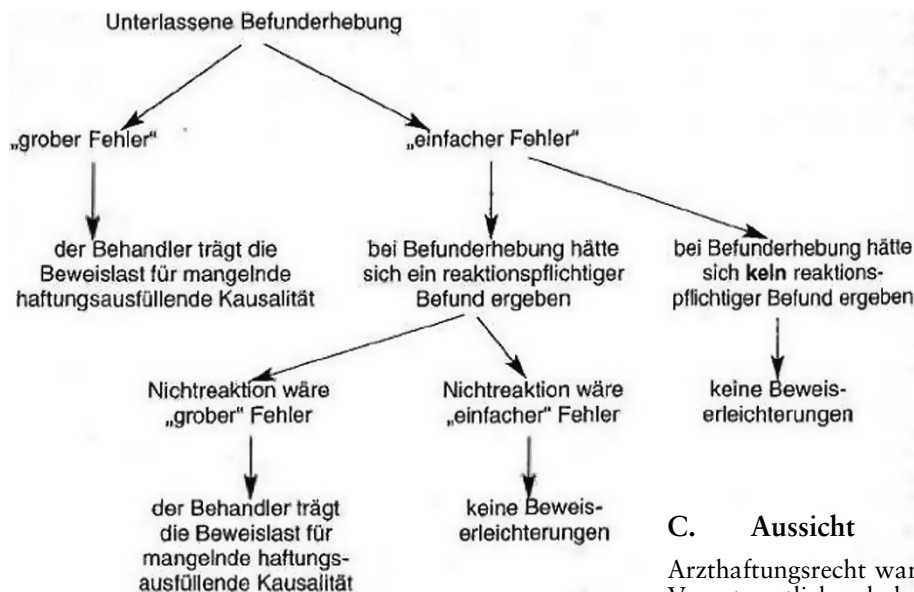 Unterlassene Befunderhebung
„grober Fehler“
„einfacher Fehler“
der Behandler trägt die
Beweislast für mangelnde
haftungsausfüllende Kausalität
bei Befunderhebung hätte
sich ein reaktionspflichtiger
Befund ergeben
bei Befunderhebung hätte
sich kein reaktions-
pflichtiger Befund ergeben
Nichtreaktion wäre
„grober“ Fehler
Nichtreaktion wäre
„einfacher“ Fehler
keine Beweis-
erleichterungen
der Behandler trägt
die Beweislast für
mangelnde haftungs-
ausfüllende Kausalität
keine Beweis-
erleichterungen
C. Aussicht
Arzthaftungsrecht war